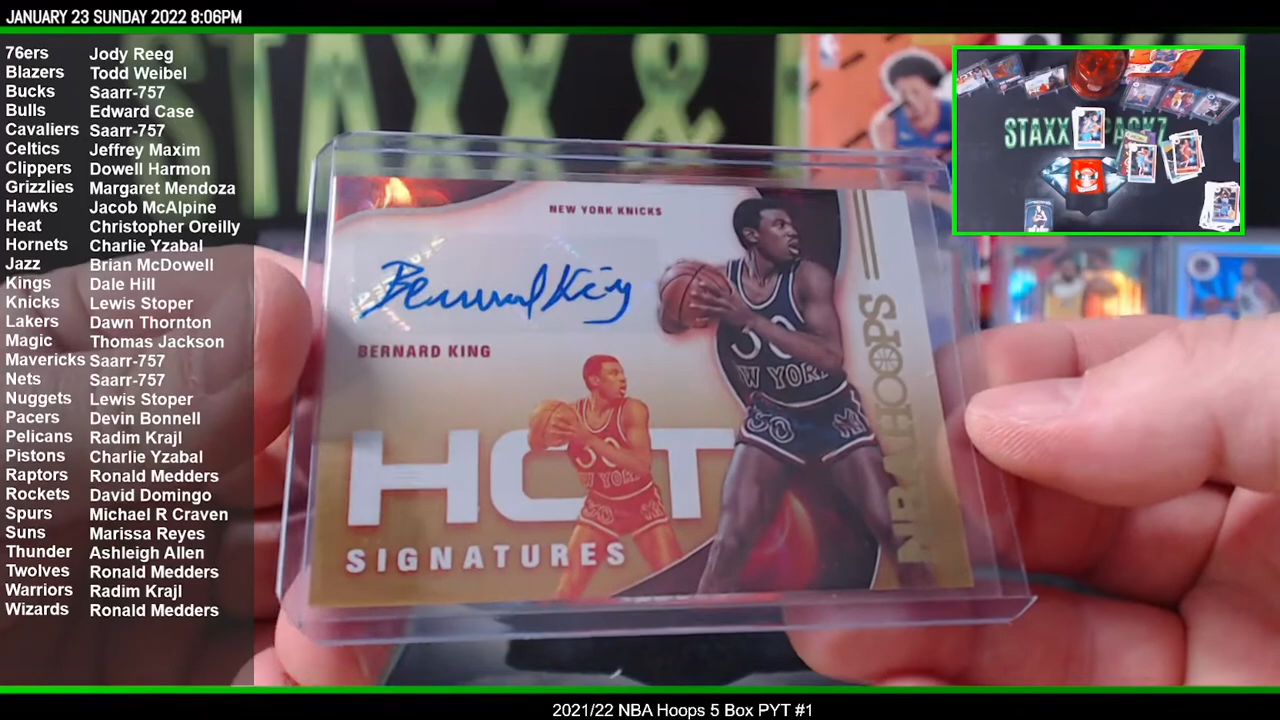 JANUARY 23 SUNDAY 2022 8:06PM
76ers Jody Reeg
Blazers Todd Weibel
Bucks Saarr-757
Bulls Edward Case
Cavaliers Saarr-757
Celtics Jeffrey Maxim
Clippers Dowell Harmon
Grizzlies Margaret Mendoza
Hawks Jacob McAlpine
Heat Christopher Oreilly
Hornets Charlie Yzabal
Jazz Brian McDowell
Kings Dale Hill
Knicks Lewis Stoper
Lakers Dawn Thornton
Magic Thomas Jackson
Mavericks Saarr-757
Nets Saarr-757
Nuggets Lewis Stoper
Pacers Devin Bonnell
Pelicans Radim Krajl
Pistons Charlie Yzabal
Raptors Ronald Medders
Rockets David Domingo
Spurs Michael R Craven
Suns Marissa Reyes
Thunder Ashleigh Allen
Twolves Ronald Medders
Warriors Radim Krajl
Wizards Ronald Medders
STAXX &
NEW YORK KNICKS
Bernard King
BERNARD KING
HOT
SIGNATURES
NBA HOOPS
30
NEW YORK
30
STAXX PACKZ
2021/22 NBA Hoops 5 Box PYT #1